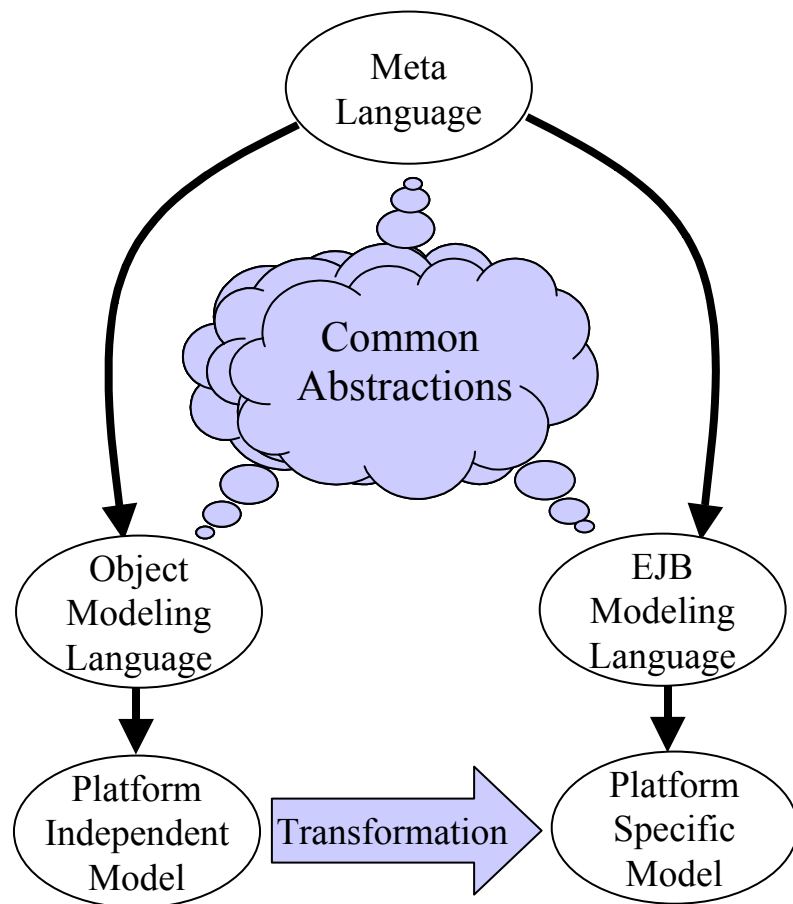 Meta
Language
Common
Abstractions
Object
Modeling
Language
EJB
Modeling
Language
Platform
Independent
Model
Transformation
Platform
Specific
Model